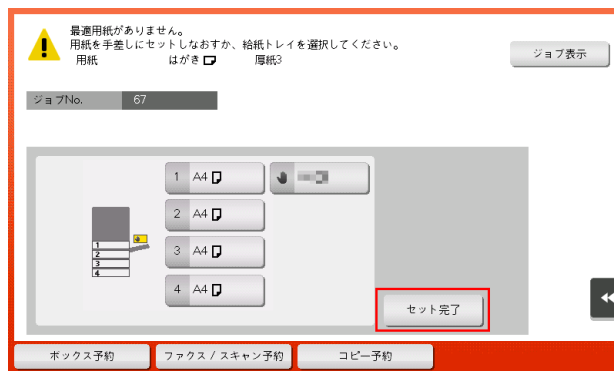 最適用紙がありません。
用紙を手差しにセットしなおすか、給紙トレイを選択してください。
用紙 はがき 厚紙3
ジョブ表示
ジョブNo. 67
1 A4
2 A4
3 A4
4 A4
1
2
3
4
セット完了
ボックス予約 ファクス / スキャン予約 コピー予約